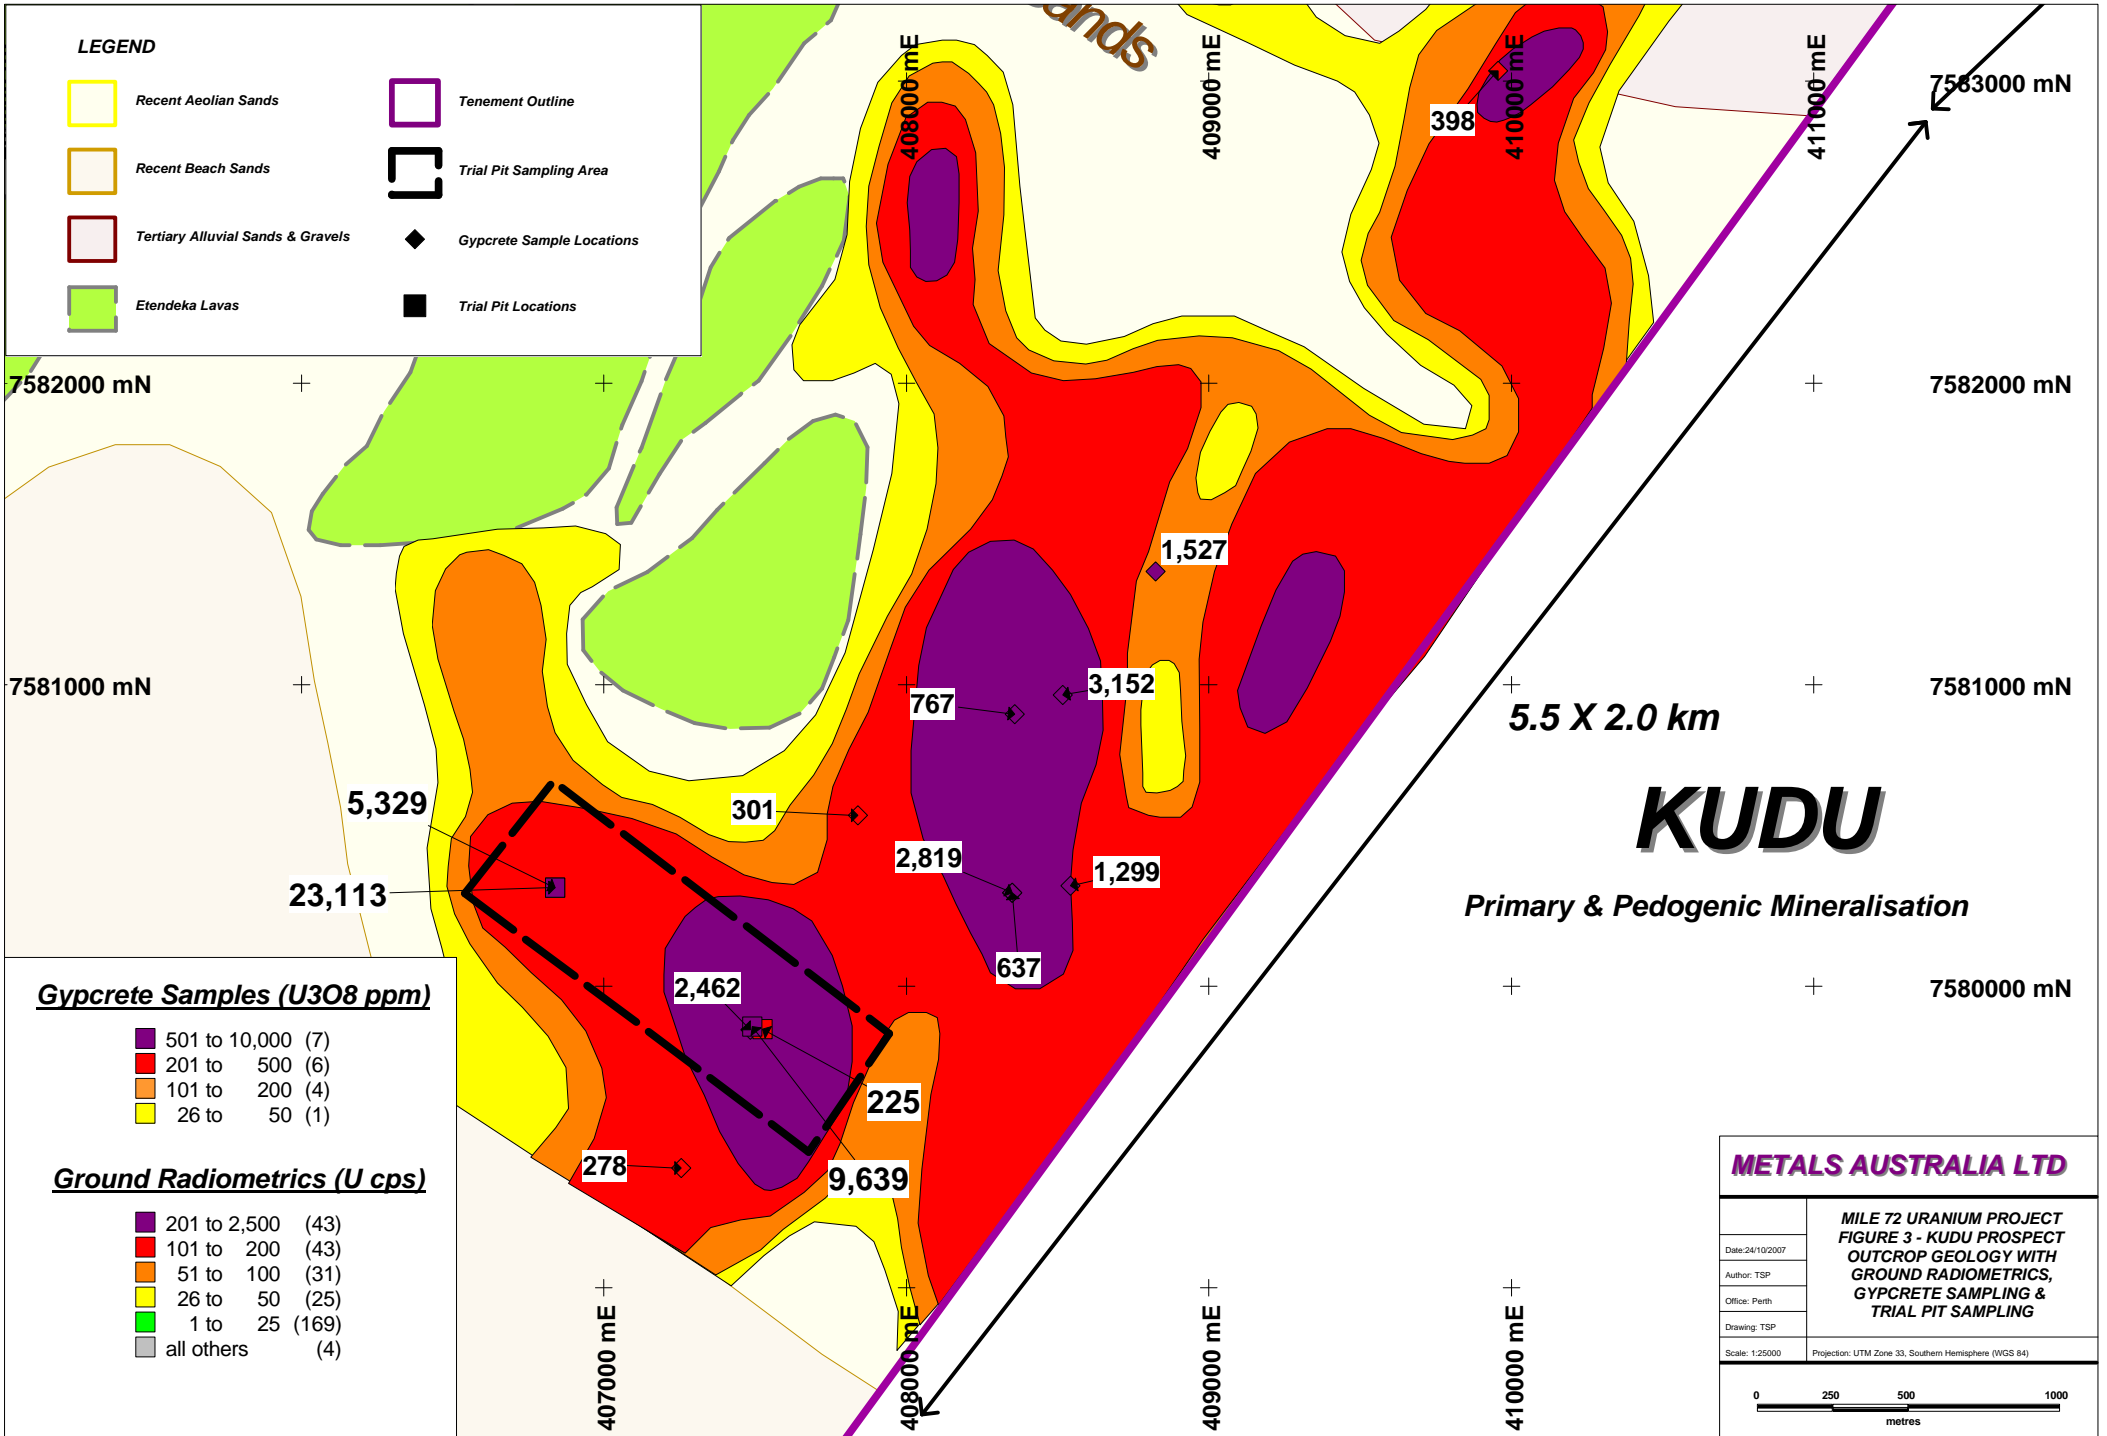 LEGEND
Recent Aeolian Sands
Recent Beach Sands
Tertiary Alluvial Sands & Gravels
Etendeka Lavas
Tenement Outline
Trial Pit Sampling Area
Gypcrete Sample Locations
Trial Pit Locations
408000 mE
409000 mE
410000 mE
411000 mE
7583000 mN
398
7582000 mN
7582000 mN
1,527
7581000 mN
7581000 mN
3,152
767
5.5 X 2.0 km
KUDU
Primary & Pedogenic Mineralisation
5,329
301
2,819
1,299
23,113
637
2,462
7580000 mN
225
278
9,639
Gypcrete Samples (U3O8 ppm)
501 to 10,000 (7)
201 to 500 (6)
101 to 200 (4)
26 to 50 (1)
Ground Radiometrics (U cps)
201 to 2,500 (43)
101 to 200 (43)
51 to 100 (31)
26 to 50 (25)
1 to 25 (169)
all others (4)
407000 mE
408000 mE
409000 mE
410000 mE
METALS AUSTRALIA LTD
MILE 72 URANIUM PROJECT
FIGURE 3 - KUDU PROSPECT
OUTCROP GEOLOGY WITH
GROUND RADIOMETRICS,
GYPCRETE SAMPLING &
TRIAL PIT SAMPLING
Date:24/10/2007
Author: TSP
Office: Perth
Drawing: TSP
Scale: 1:25000
Projection: UTM Zone 33, Southern Hemisphere (WGS 84)
0 250 500 1000
metres